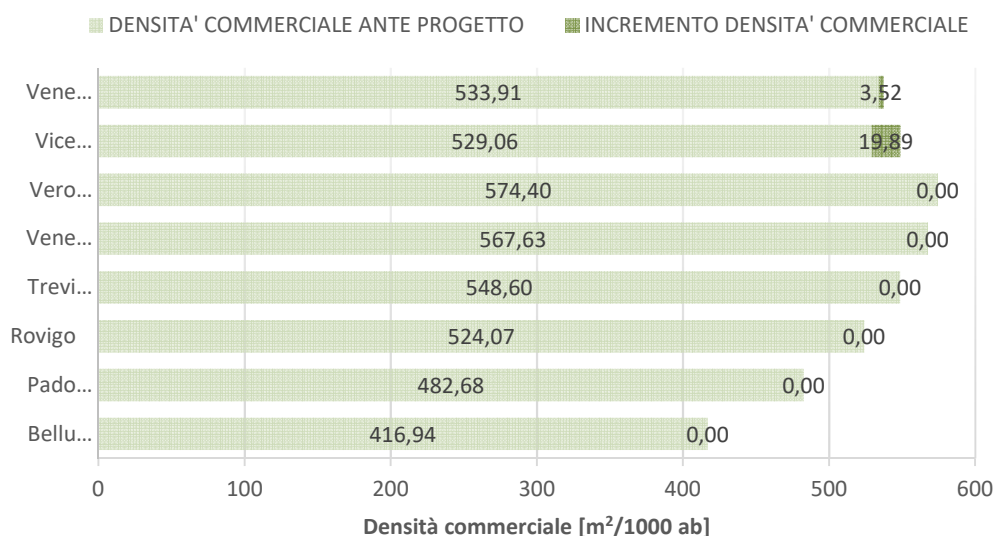 DENSITA' COMMERCIALE ANTE PROGETTO INCREMENTO DENSITA' COMMERCIALE
Vene… 533,91 3,52
Vice… 529,06 19,89
Vero… 574,40 0,00
Vene… 567,63 0,00
Trevi… 548,60 0,00
Rovigo 524,07 0,00
Pado… 482,68 0,00
Bellu… 416,94 0,00
0 100 200 300 400 500 600
Densità commerciale [m²/1000 ab]